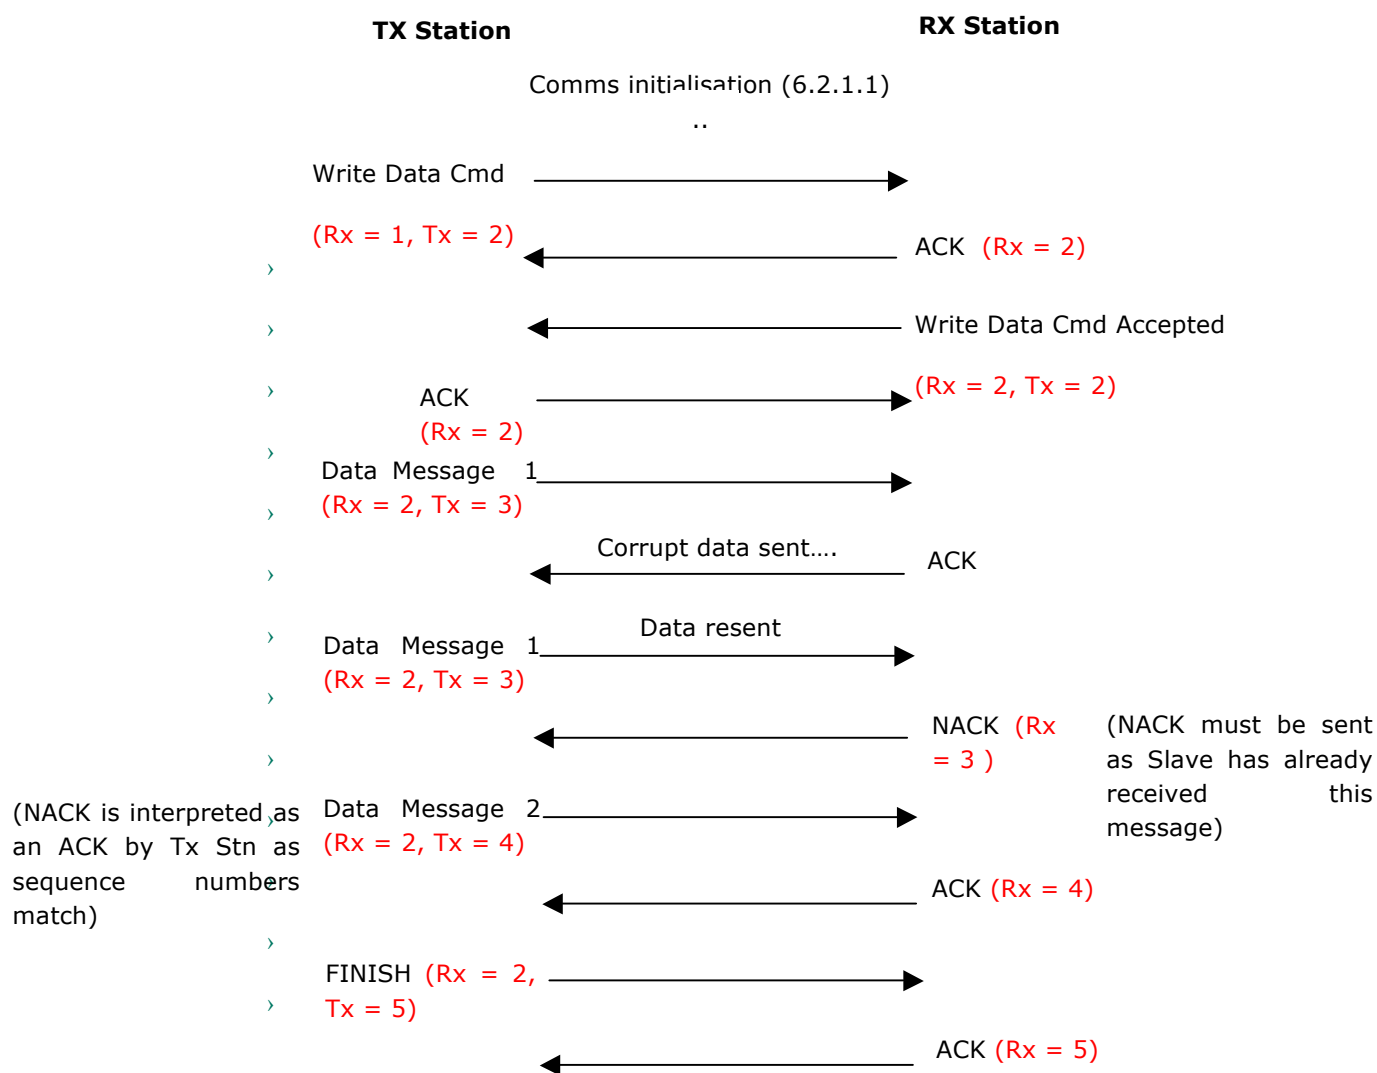 TX Station
RX Station
Comms initialisation (6.2.1.1)
..
Write Data Cmd
(Rx = 1, Tx = 2)
ACK (Rx = 2)
Write Data Cmd Accepted
(Rx = 2, Tx = 2)
ACK
(Rx = 2)
Data Message 1
(Rx = 2, Tx = 3)
Corrupt data sent….
ACK
Data resent
Data Message 1
(Rx = 2, Tx = 3)
NACK (Rx
= 3 )
(NACK must be sent
as Slave has already
received this
message)
(NACK is interpreted as
an ACK by Tx Stn as
sequence numbers
match)
Data Message 2
(Rx = 2, Tx = 4)
ACK (Rx = 4)
FINISH (Rx = 2,
Tx = 5)
ACK (Rx = 5)